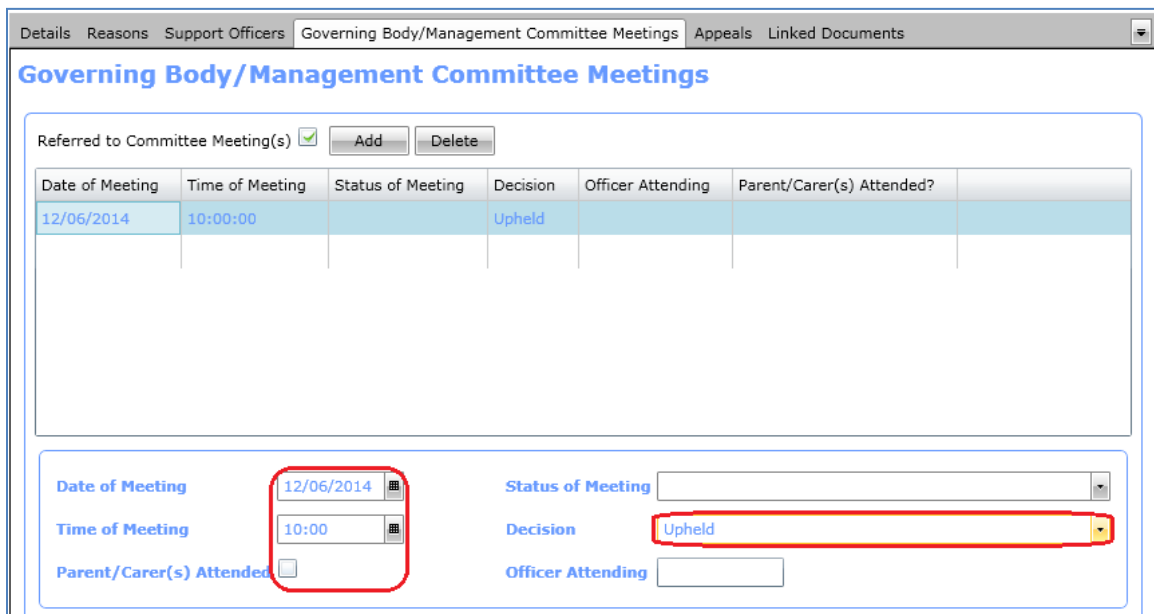 Details Reasons Support Officers Governing Body/Management Committee Meetings Appeals Linked Documents
Governing Body/Management Committee Meetings
Referred to Committee Meeting(s) Add Delete
Date of Meeting Time of Meeting Status of Meeting Decision Officer Attending Parent/Carer(s) Attended?
12/06/2014 10:00:00 Upheld
Date of Meeting 12/06/2014 Status of Meeting
Time of Meeting 10:00 Decision Upheld
Parent/Carer(s) Attended Officer Attending